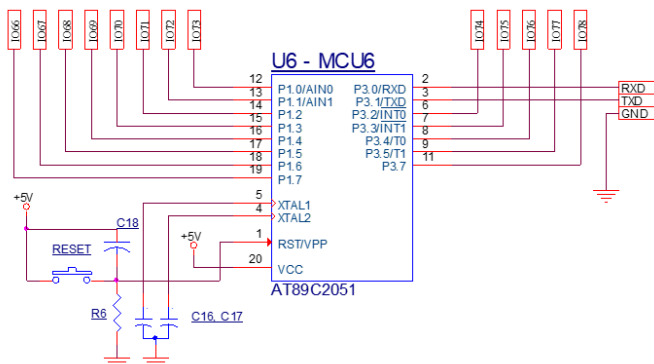 IO66
IO67
IO68
IO69
IO70
IO71
IO72
IO73
IO74
IO75
IO76
IO77
IO78
U6 - MCU6
12 P1.0/AIN0 P3.0/RXD 2 RXD
13 P1.1/AIN1 P3.1/TXD 3 TXD
14 P1.2 P3.2/INT0 6 GND
15 P1.3 P3.3/INT1 7
16 P1.4 P3.4/T0 8
17 P1.5 P3.5/T1 9
18 P1.6 P3.7 11
19 P1.7
+5V
5 XTAL1
4 XTAL2
C18
+5V
1 RST/VPP
RESET
20 VCC
AT89C2051
R6
C16, C17